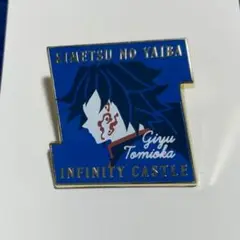 KIMETSU NO YAIBA
Giyu
Tomioka
INFINITY CASTLE